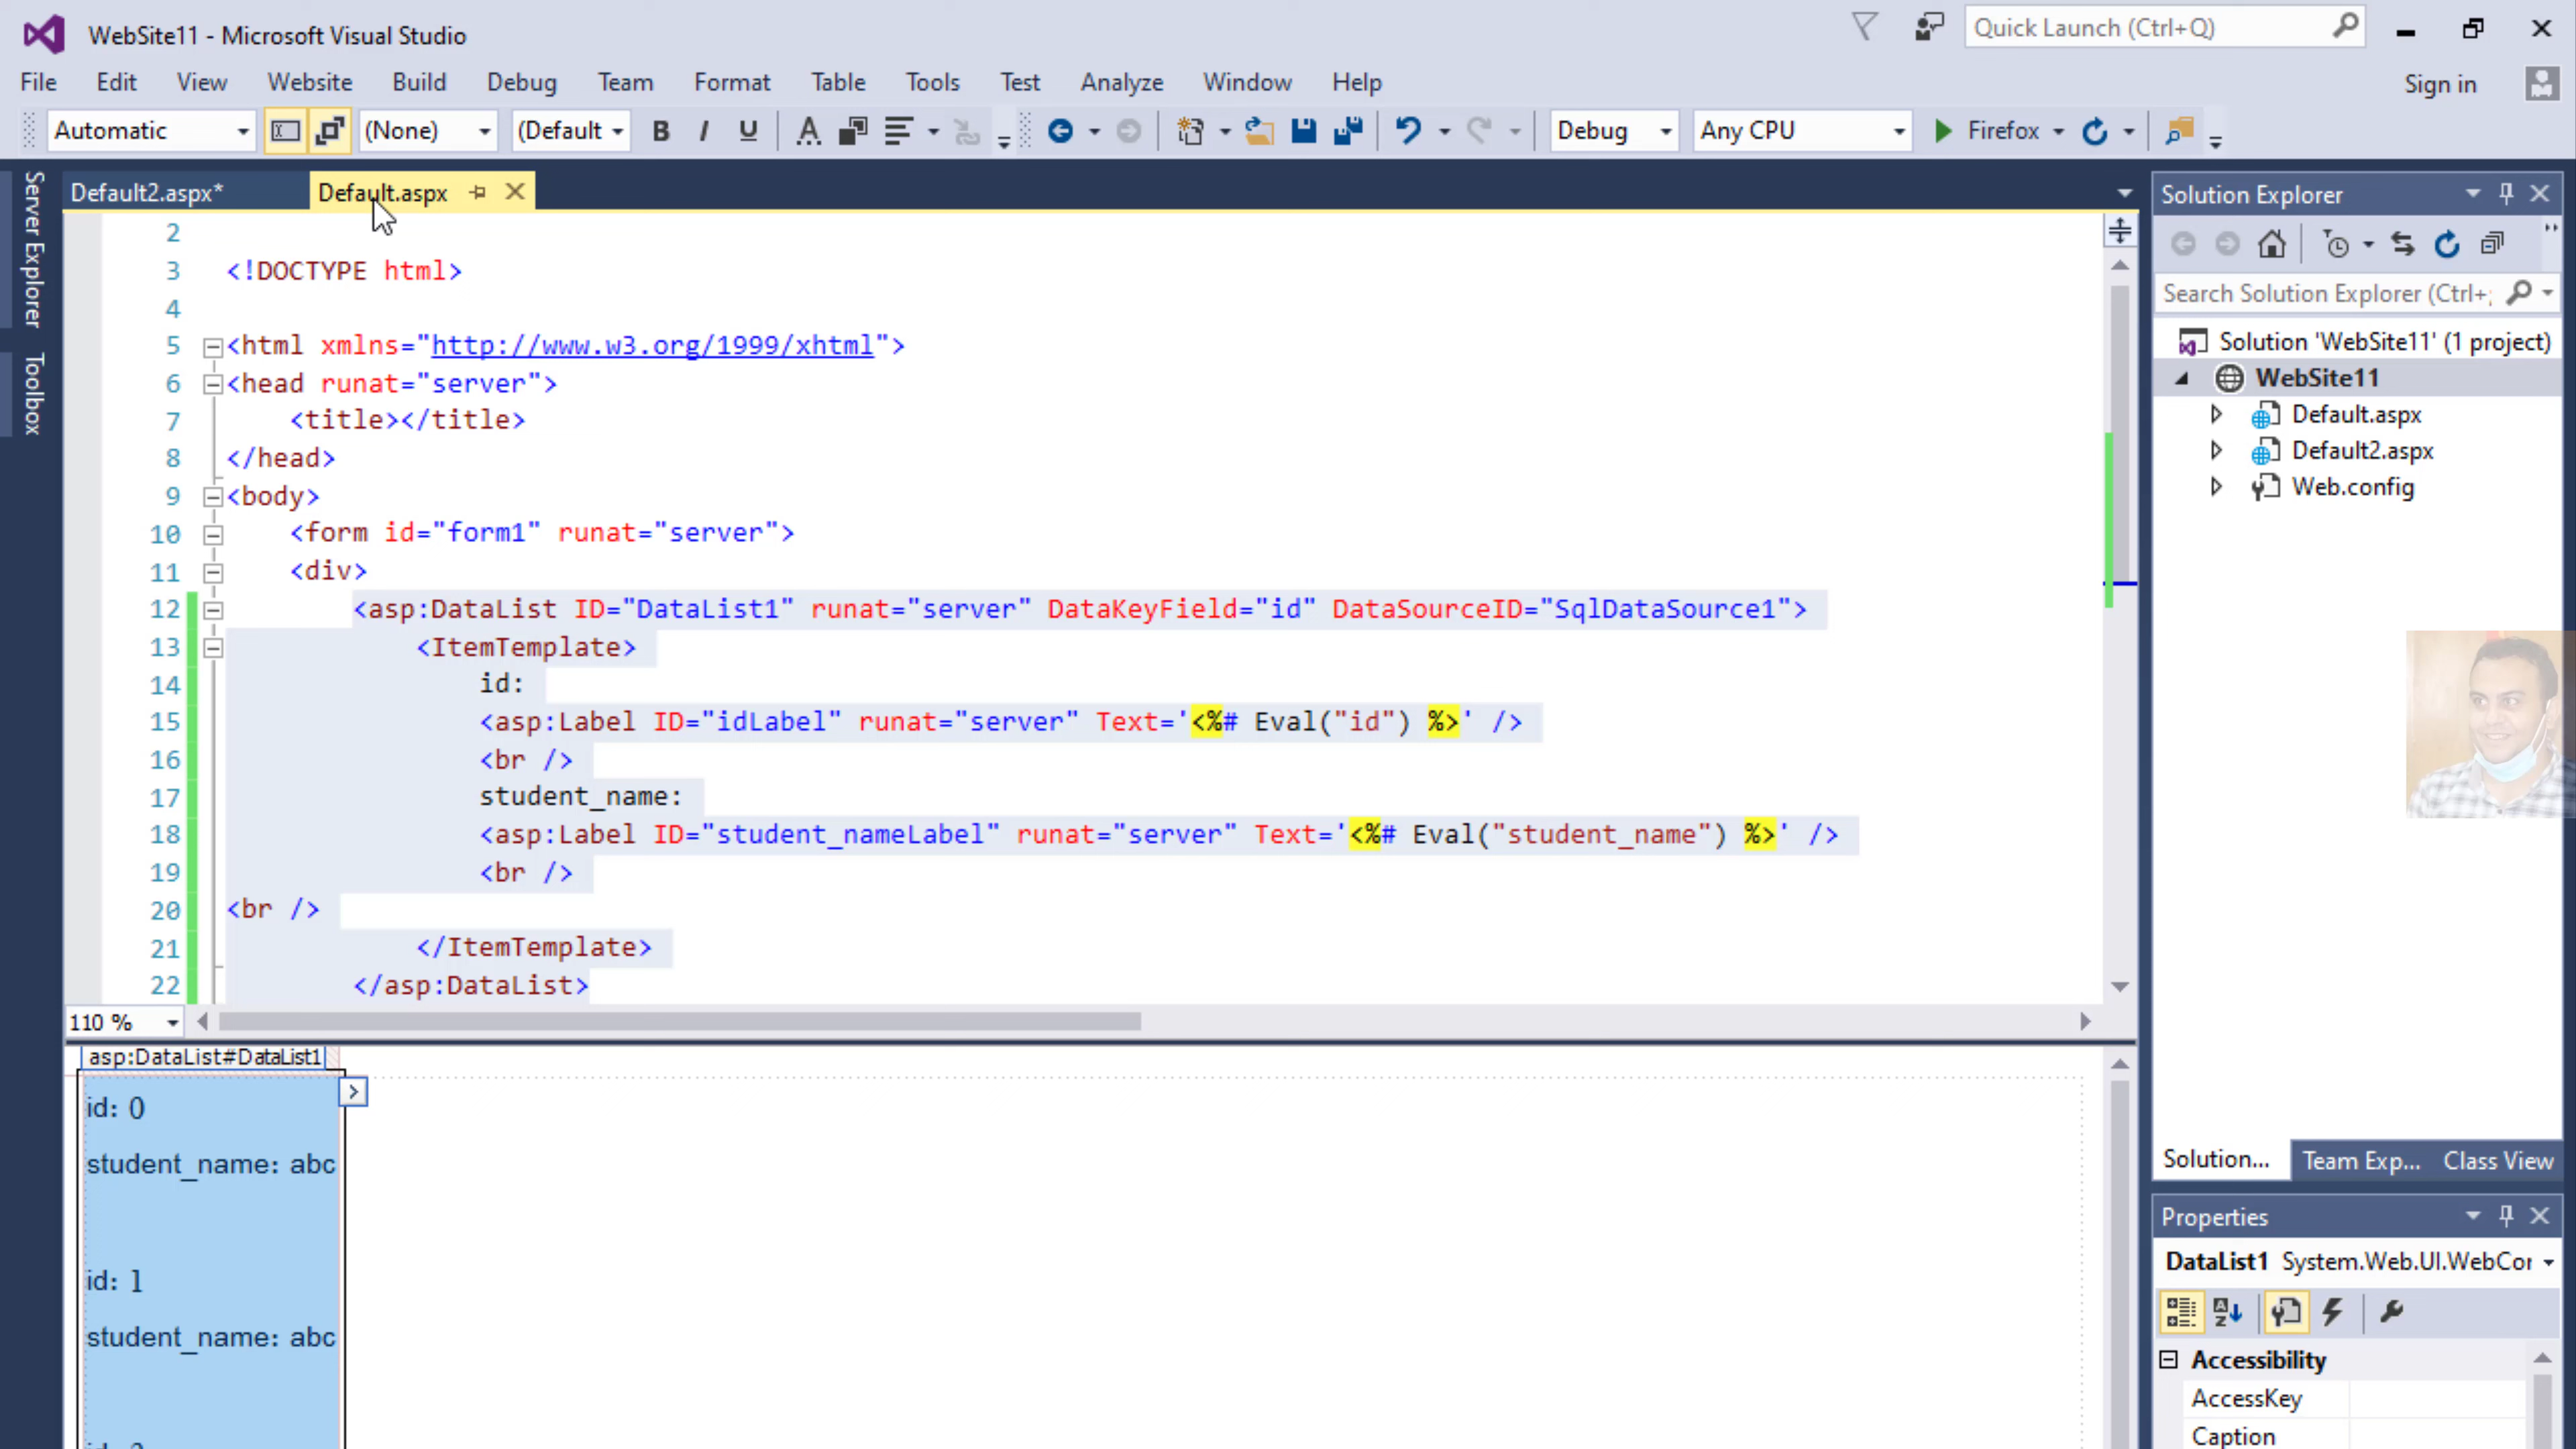 WebSite11 - Microsoft Visual Studio
Quick Launch (Ctrl+Q)
File Edit View Website Build Debug Team Format Table Tools Test Analyze Window Help
Sign in
Automatic (None) (Default B I U A Debug Any CPU Firefox
Server Explorer
Toolbox
Default2.aspx* Default.aspx
2
3 <!DOCTYPE html>
4
5 <html xmlns="http://www.w3.org/1999/xhtml">
6 <head runat="server">
7 <title></title>
8 </head>
9 <body>
10 <form id="form1" runat="server">
11 <div>
12 <asp:DataList ID="DataList1" runat="server" DataKeyField="id" DataSourceID="SqlDataSource1">
13 <ItemTemplate>
14 id:
15 <asp:Label ID="idLabel" runat="server" Text='<%# Eval("id") %>' />
16 <br />
17 student_name:
18 <asp:Label ID="student_nameLabel" runat="server" Text='<%# Eval("student_name") %>' />
19 <br />
20 <br />
21 </ItemTemplate>
22 </asp:DataList>
110 %
asp:DataList#DataList1
id: 0
student_name: abc
id: 1
student_name: abc
Solution Explorer
Search Solution Explorer (Ctrl+;
Solution 'WebSite11' (1 project)
WebSite11
Default.aspx
Default2.aspx
Web.config
Solution... Team Exp... Class View
Properties
DataList1 System.Web.UI.WebCor
Accessibility
AccessKey
Caption